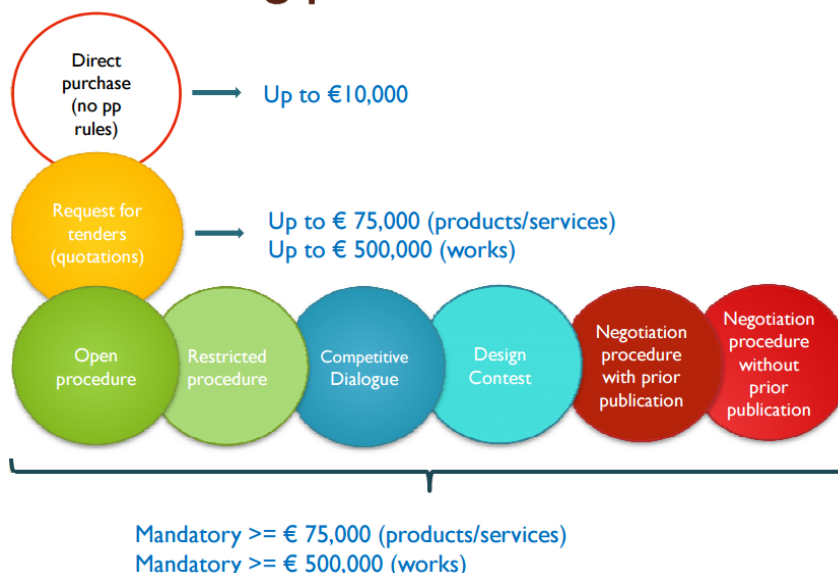 Direct
purchase
(no pp
rules)
Up to €10,000
Request for
tenders
(quotations)
Up to € 75,000 (products/services)
Up to € 500,000 (works)
Open
procedure
Restricted
procedure
Competitive
Dialogue
Design
Contest
Negotiation
procedure
with prior
publication
Negotiation
procedure
without
prior
publication
Mandatory >= € 75,000 (products/services)
Mandatory >= € 500,000 (works)